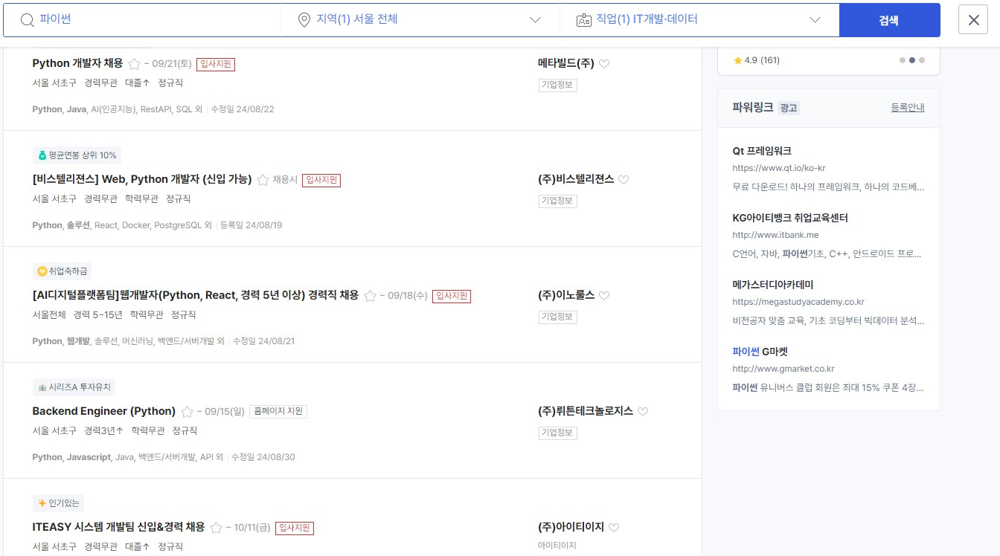 파이썬
지역(1) 서울 전체
직업(1) IT개발·데이터
검색
Python 개발자 채용 ~ 09/21(토) 입사지원
메타빌드(주)
서울 서초구 경력무관 대졸↑ 정규직
기업정보
Python, Java, AI(인공지능), RestAPI, SQL 외 수정일 24/08/22
평균연봉 상위 10%
[비스텔리젼스] Web, Python 개발자 (신입 가능) 채용시 입사지원
(주)비스텔리젼스
서울 서초구 경력무관 학력무관 정규직
기업정보
Python, 솔루션, React, Docker, PostgreSQL 외 등록일 24/08/19
취업축하금
[AI디지털플랫폼팀]웹개발자(Python, React, 경력 5년 이상) 경력직 채용 ~ 09/18(수) 입사지원
(주)이노룰스
서울전체 경력 5~15년 학력무관 정규직
기업정보
Python, 웹개발, 솔루션, 머신러닝, 백엔드/서버개발 외 수정일 24/08/21
시리즈A 투자유치
Backend Engineer (Python) ~ 09/15(일) 홈페이지 지원
(주)뤼튼테크놀로지스
서울 서초구 경력3년↑ 학력무관 정규직
기업정보
Python, Javascript, Java, 백엔드/서버개발, API 외 수정일 24/08/30
인기있는
ITEASY 시스템 개발팀 신입&경력 채용 ~ 10/11(금) 입사지원
(주)아이티이지
서울 서초구 경력무관 대졸↑ 정규직
아이티이지
4.9 (161)
파워링크 광고
등록안내
Qt 프레임워크
https://www.qt.io/ko-kr
무료 다운로드! 하나의 프레임워크, 하나의 코드베...
KG아이티뱅크 취업교육센터
http://www.itbank.me
C언어, 자바, 파이썬기초, C++, 안드로이드 프로...
메가스터디아카데미
https://megastudyacademy.co.kr
비전공자 맞춤 교육, 기초 코딩부터 빅데이터 분석...
파이썬 G마켓
http://www.gmarket.co.kr
파이썬 유니버스 클럽 회원은 최대 15% 쿠폰 4장...